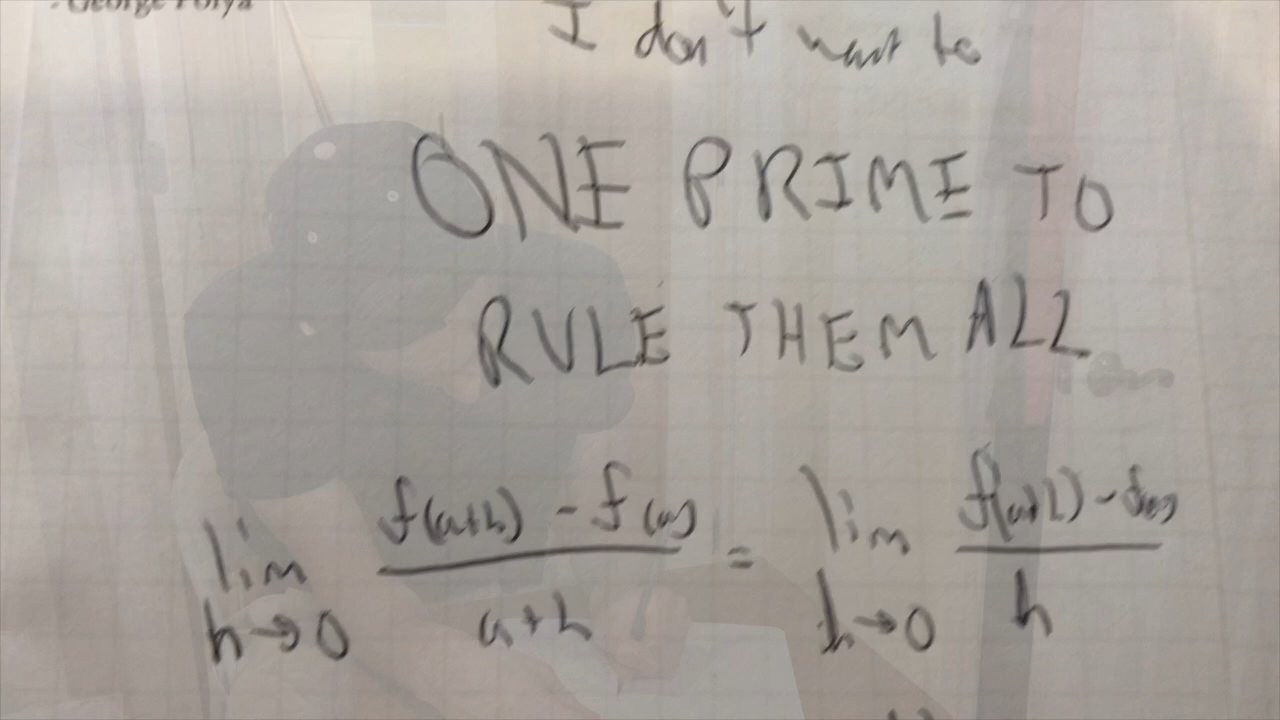 - George Polya
I don't want to
ONE PRIME TO
RULE THEM ALL
lim h→0 f(a+h) - f(a) / a+h = lim h→0 f(a+h) - f(a) / h